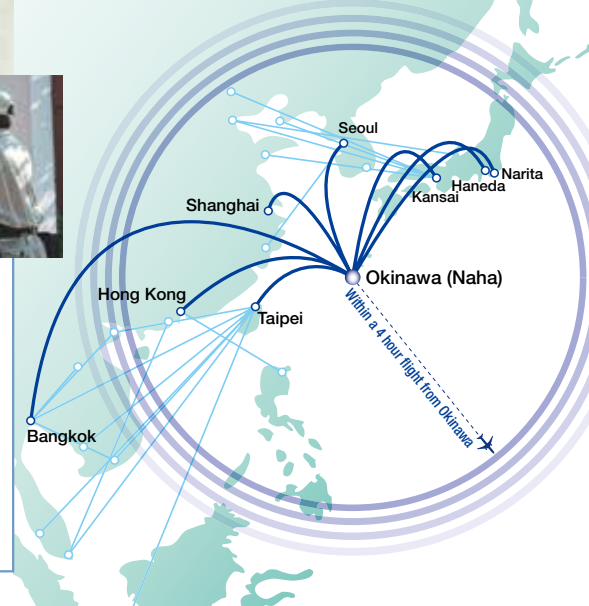 Seoul
Narita
Haneda
Kansai
Shanghai
Okinawa (Naha)
Hong Kong
Taipei
Within a 4 hour flight from Okinawa
Bangkok